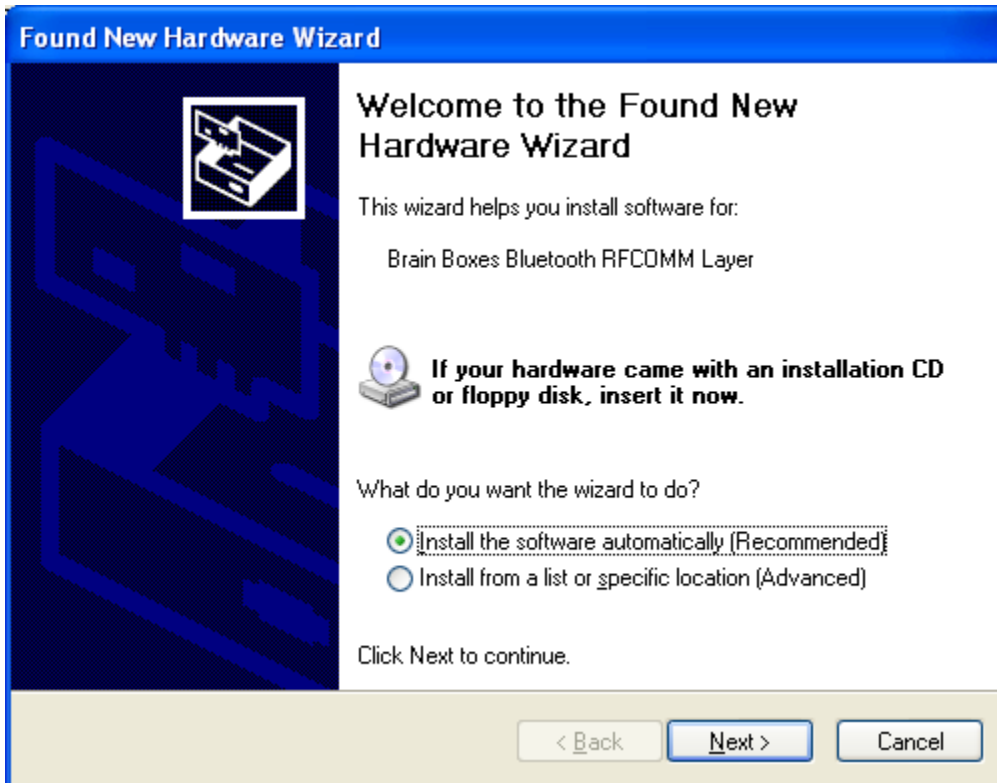 Found New Hardware Wizard
Welcome to the Found New
Hardware Wizard
This wizard helps you install software for:
Brain Boxes Bluetooth RFCOMM Layer
If your hardware came with an installation CD
or floppy disk, insert it now.
What do you want the wizard to do?
Install the software automatically (Recommended)
Install from a list or specific location (Advanced)
Click Next to continue.
< Back Next > Cancel